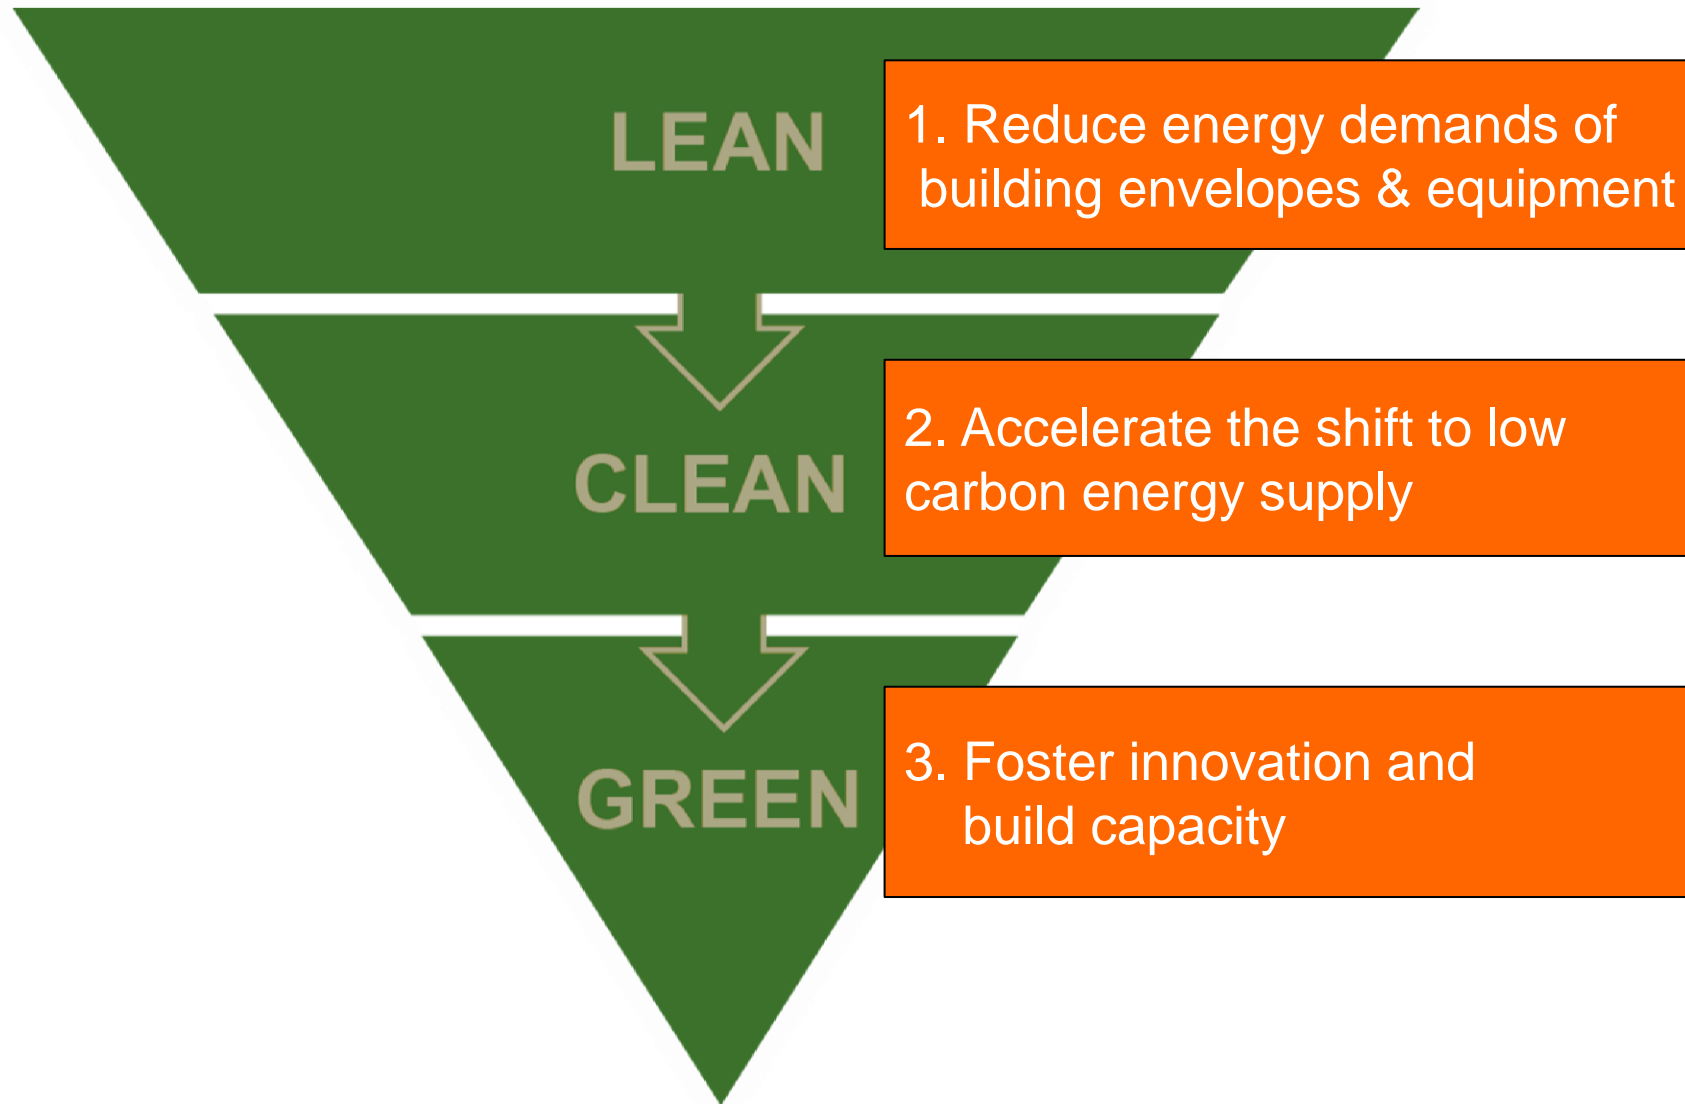 LEAN
1. Reduce energy demands of
building envelopes & equipment
CLEAN
2. Accelerate the shift to low
carbon energy supply
GREEN
3. Foster innovation and
build capacity